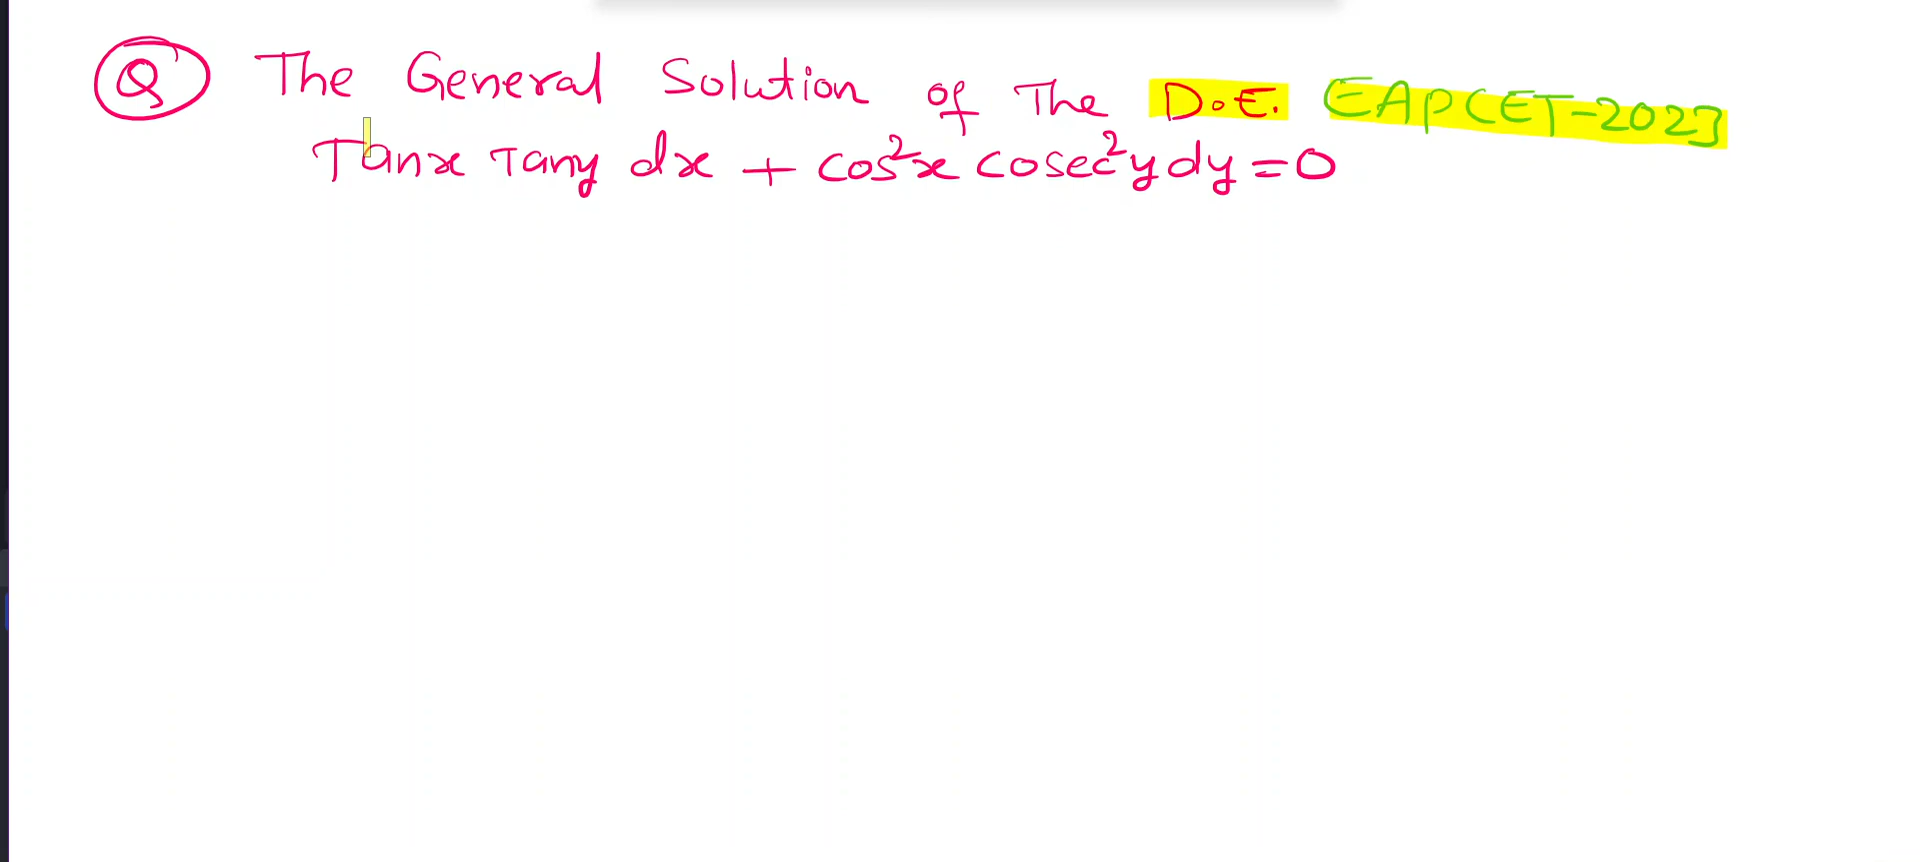 Q The General Solution of The D.E. EAPCET-2023
Tanx Tany dx + cos²x cosec²y dy = 0